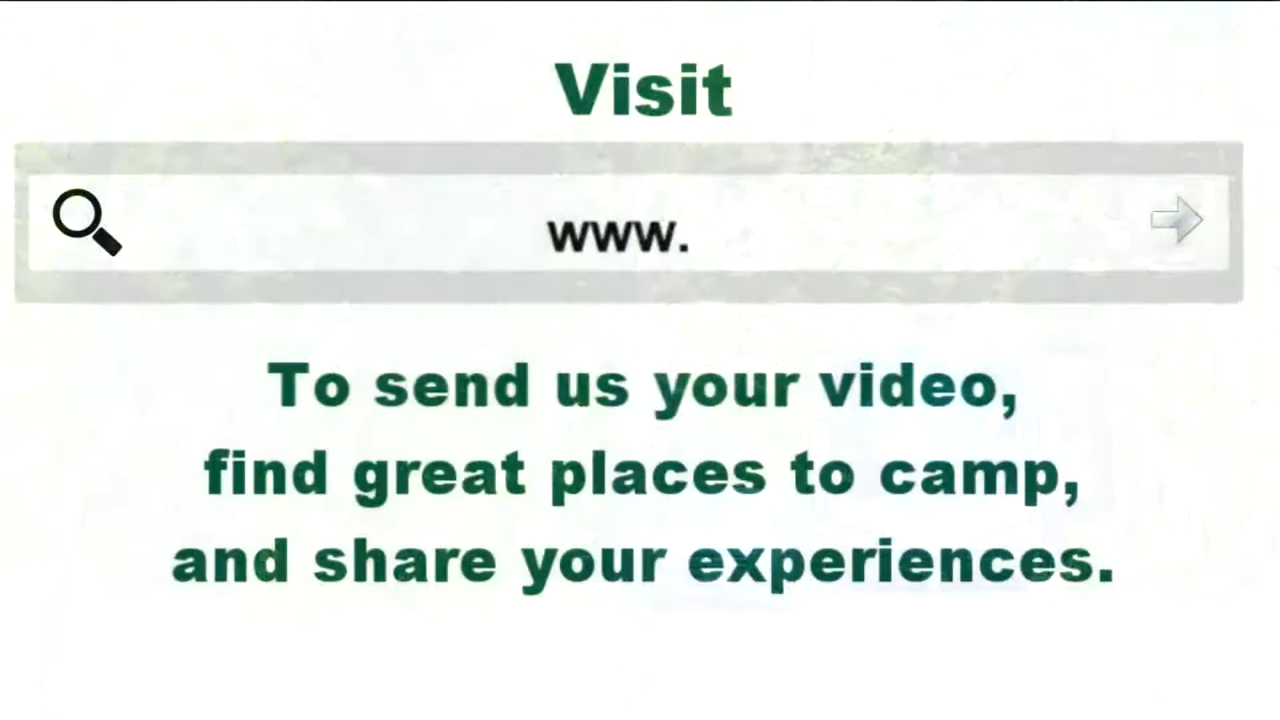 Visit
www.
To send us your video,
find great places to camp,
and share your experiences.